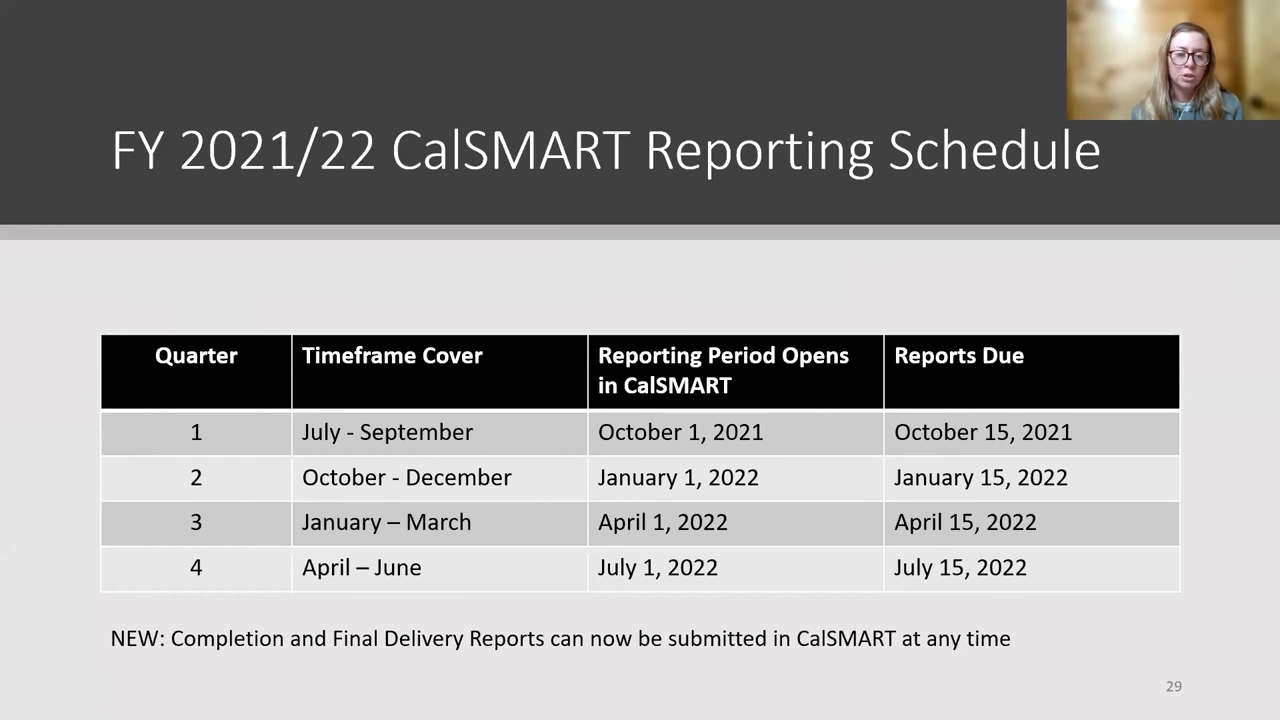 FY 2021/22 CalSMART Reporting Schedule
Quarter Timeframe Cover Reporting Period Opens in CalSMART Reports Due
1 July - September October 1, 2021 October 15, 2021
2 October - December January 1, 2022 January 15, 2022
3 January – March April 1, 2022 April 15, 2022
4 April – June July 1, 2022 July 15, 2022
NEW: Completion and Final Delivery Reports can now be submitted in CalSMART at any time
29